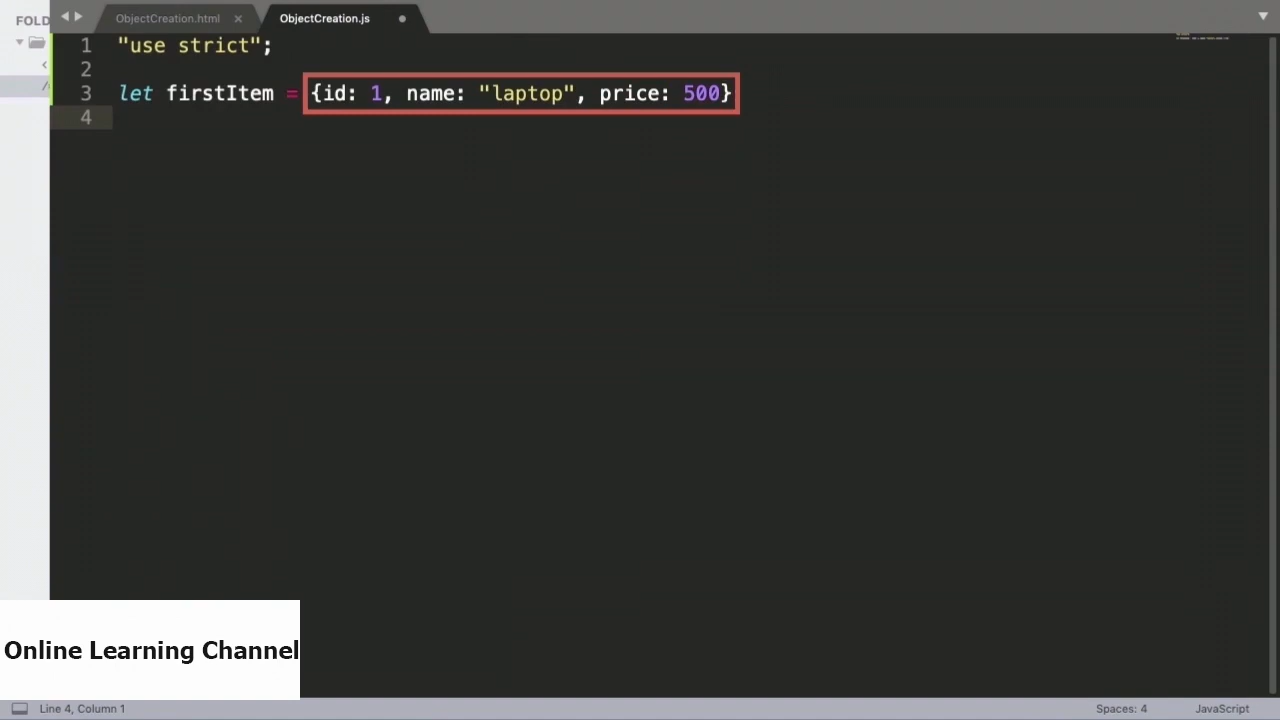 FOLD
ObjectCreation.html
ObjectCreation.js
1 "use strict";
2
3 let firstItem = {id: 1, name: "laptop", price: 500}
4
Online Learning Channel
Line 4, Column 1
Spaces: 4
JavaScript